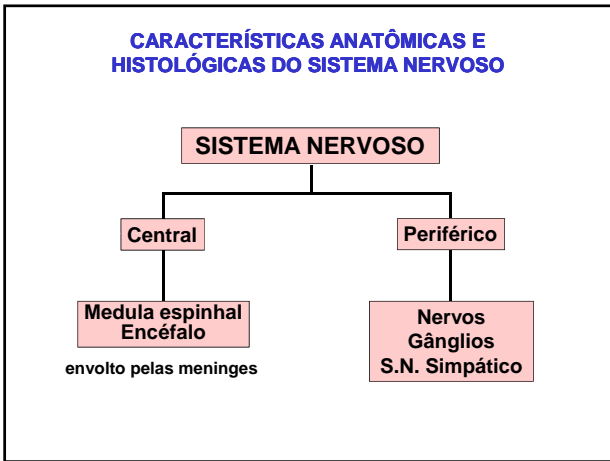 CARACTERÍSTICAS ANATÔMICAS E
HISTOLÓGICAS DO SISTEMA NERVOSO
SISTEMA NERVOSO
Central
Periférico
Medula espinhal
Encéfalo
envolto pelas meninges
Nervos
Gânglios
S.N. Simpático